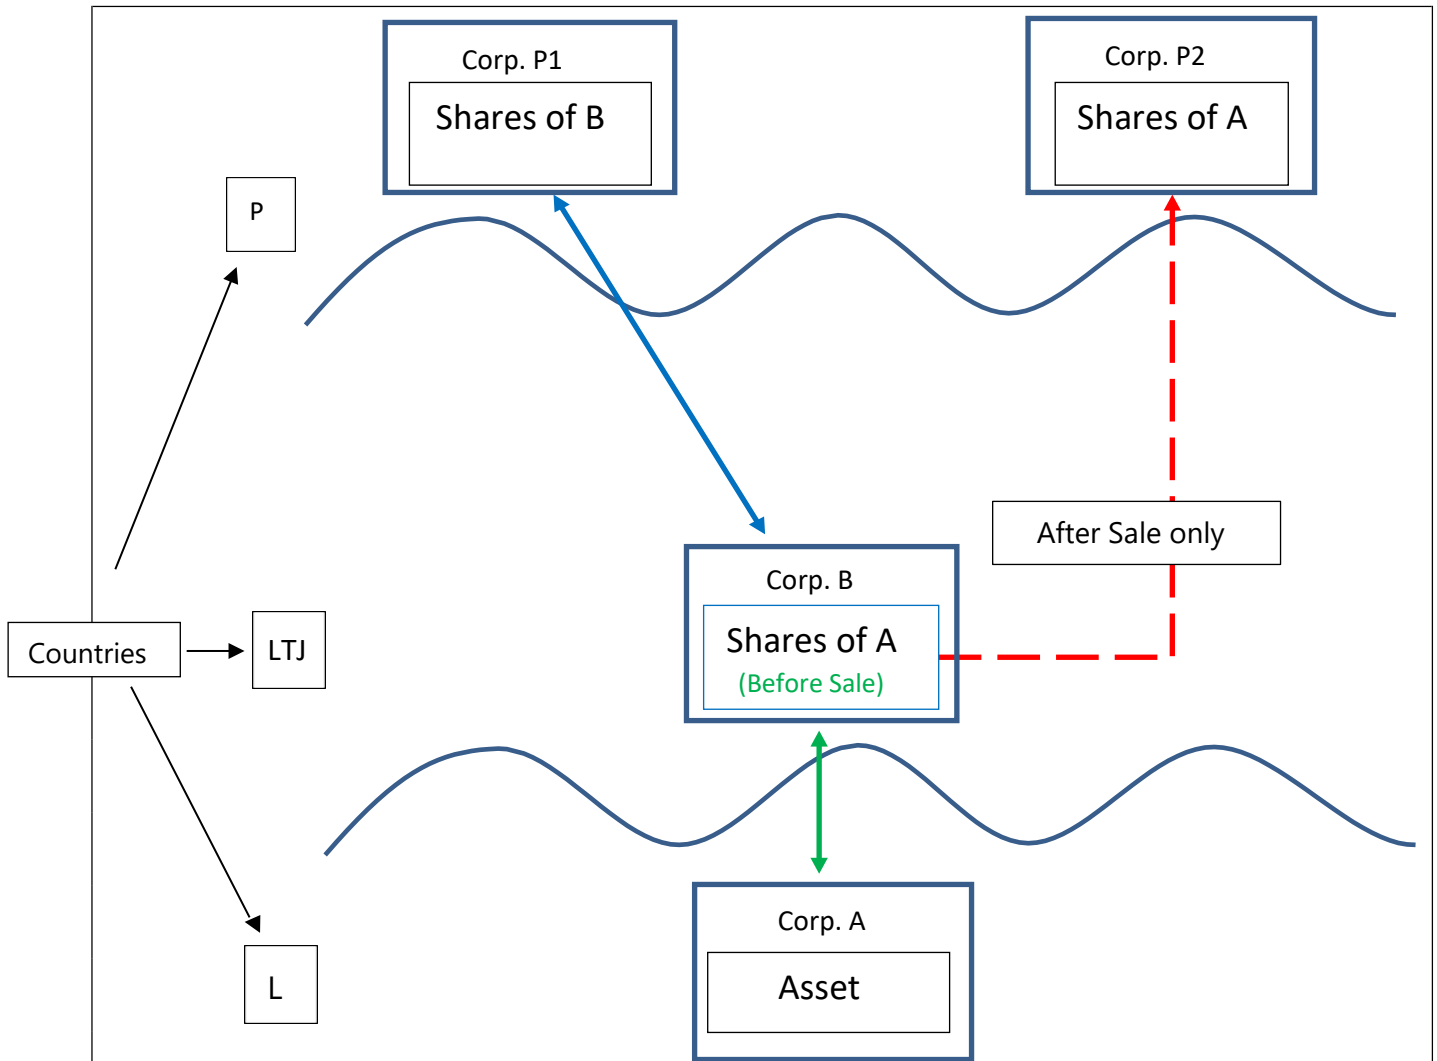 Corp. P1
Corp. P2
Shares of B
Shares of A
P
After Sale only
Corp. B
Shares of A
(Before Sale)
Countries
LTJ
Corp. A
Asset
L